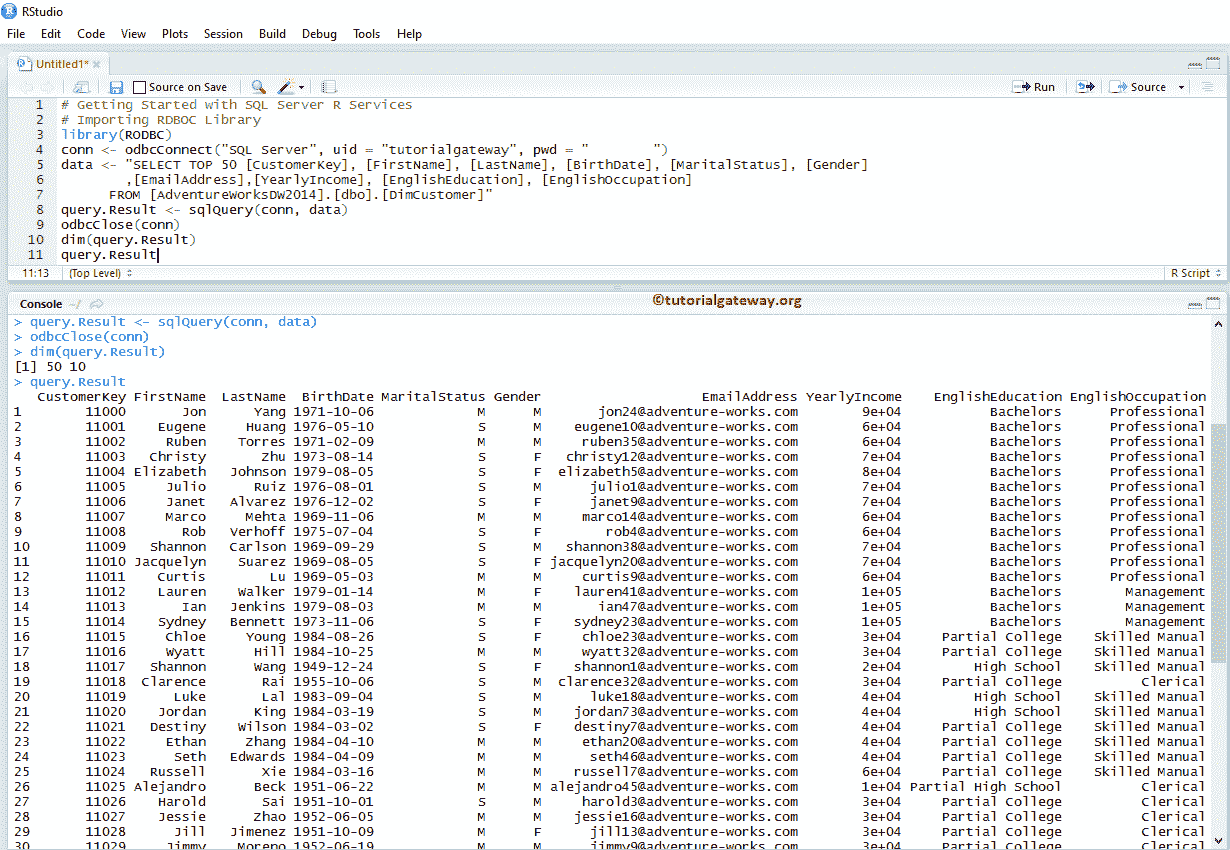 RStudio
File Edit Code View Plots Session Build Debug Tools Help
Untitled1*
Source on Save Run Source
1 # Getting Started with SQL Server R Services
2 # Importing RDBOC Library
3 library(RODBC)
4 conn <- odbcConnect("SQL Server", uid = "tutorialgateway", pwd = "        ")
5 data <- "SELECT TOP 50 [CustomerKey], [FirstName], [LastName], [BirthDate], [MaritalStatus], [Gender]
6 ,[EmailAddress],[YearlyIncome], [EnglishEducation], [EnglishOccupation]
7 FROM [AdventureWorksDW2014].[dbo].[DimCustomer]"
8 query.Result <- sqlQuery(conn, data)
9 odbcClose(conn)
10 dim(query.Result)
11 query.Result
11:13 (Top Level) R Script
Console ~/ ©tutorialgateway.org
> query.Result <- sqlQuery(conn, data)
> odbcClose(conn)
> dim(query.Result)
[1] 50 10
> query.Result
CustomerKey FirstName LastName BirthDate MaritalStatus Gender EmailAddress YearlyIncome EnglishEducation EnglishOccupation
1 11000 Jon Yang 1971-10-06 M M jon24@adventure-works.com 9e+04 Bachelors Professional
2 11001 Eugene Huang 1976-05-10 S M eugene10@adventure-works.com 6e+04 Bachelors Professional
3 11002 Ruben Torres 1971-02-09 M M ruben35@adventure-works.com 6e+04 Bachelors Professional
4 11003 Christy Zhu 1973-08-14 S F christy12@adventure-works.com 7e+04 Bachelors Professional
5 11004 Elizabeth Johnson 1979-08-05 S F elizabeth5@adventure-works.com 8e+04 Bachelors Professional
6 11005 Julio Ruiz 1976-08-01 S M julio1@adventure-works.com 7e+04 Bachelors Professional
7 11006 Janet Alvarez 1976-12-02 S F janet9@adventure-works.com 7e+04 Bachelors Professional
8 11007 Marco Mehta 1969-11-06 M M marco14@adventure-works.com 6e+04 Bachelors Professional
9 11008 Rob Verhoff 1975-07-04 S F rob4@adventure-works.com 6e+04 Bachelors Professional
10 11009 Shannon Carlson 1969-09-29 S M shannon38@adventure-works.com 7e+04 Bachelors Professional
11 11010 Jacquelyn Suarez 1969-08-05 S F jacquelyn20@adventure-works.com 7e+04 Bachelors Professional
12 11011 Curtis Lu 1969-05-03 M M curtis9@adventure-works.com 6e+04 Bachelors Professional
13 11012 Lauren Walker 1979-01-14 M F lauren41@adventure-works.com 1e+05 Bachelors Management
14 11013 Ian Jenkins 1979-08-03 M M ian47@adventure-works.com 1e+05 Bachelors Management
15 11014 Sydney Bennett 1973-11-06 S F sydney23@adventure-works.com 1e+05 Bachelors Management
16 11015 Chloe Young 1984-08-26 S F chloe23@adventure-works.com 3e+04 Partial College Skilled Manual
17 11016 Wyatt Hill 1984-10-25 M M wyatt32@adventure-works.com 3e+04 Partial College Skilled Manual
18 11017 Shannon Wang 1949-12-24 S F shannon1@adventure-works.com 2e+04 High School Skilled Manual
19 11018 Clarence Rai 1955-10-06 S M clarence32@adventure-works.com 3e+04 Partial College Clerical
20 11019 Luke Lal 1983-09-04 S M luke18@adventure-works.com 4e+04 High School Skilled Manual
21 11020 Jordan King 1984-03-19 S M jordan73@adventure-works.com 4e+04 High School Skilled Manual
22 11021 Destiny Wilson 1984-03-02 S F destiny7@adventure-works.com 4e+04 Partial College Skilled Manual
23 11022 Ethan Zhang 1984-04-10 M M ethan20@adventure-works.com 4e+04 Partial College Skilled Manual
24 11023 Seth Edwards 1984-04-09 M M seth46@adventure-works.com 4e+04 Partial College Skilled Manual
25 11024 Russell Xie 1984-03-16 M M russell7@adventure-works.com 6e+04 Partial College Skilled Manual
26 11025 Alejandro Beck 1951-06-22 M M alejandro45@adventure-works.com 1e+04 Partial High School Clerical
27 11026 Harold Sai 1951-10-01 S M harold3@adventure-works.com 3e+04 Partial College Clerical
28 11027 Jessie Zhao 1952-06-05 M M jessie16@adventure-works.com 3e+04 Partial College Clerical
29 11028 Jill Jimenez 1951-10-09 M F jill13@adventure-works.com 3e+04 Partial College Clerical
30 11029 Jimmy Moreno 1952-06-19 M M jimmy9@adventure-works.com 3e+04 Partial College Clerical